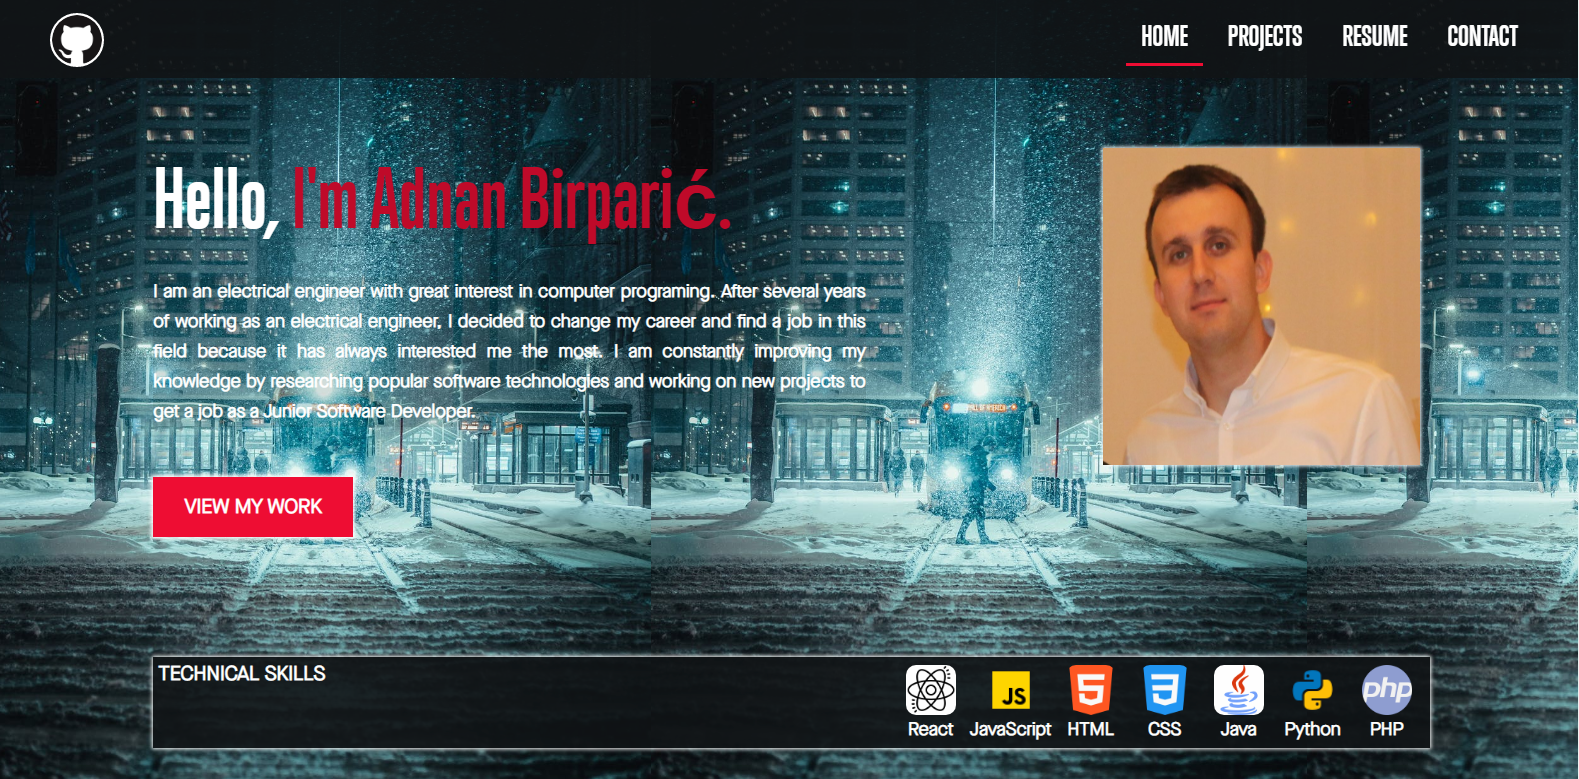 HOME PROJECTS RESUME CONTACT
Hello, I'm Adnan Birparić.
I am an electrical engineer with great interest in computer programing. After several years
of working as an electrical engineer, I decided to change my career and find a job in this
field because it has always interested me the most. I am constantly improving my
knowledge by researching popular software technologies and working on new projects to
get a job as a Junior Software Developer.
VIEW MY WORK
TECHNICAL SKILLS
JS
5
3
php
React JavaScript HTML CSS Java Python PHP